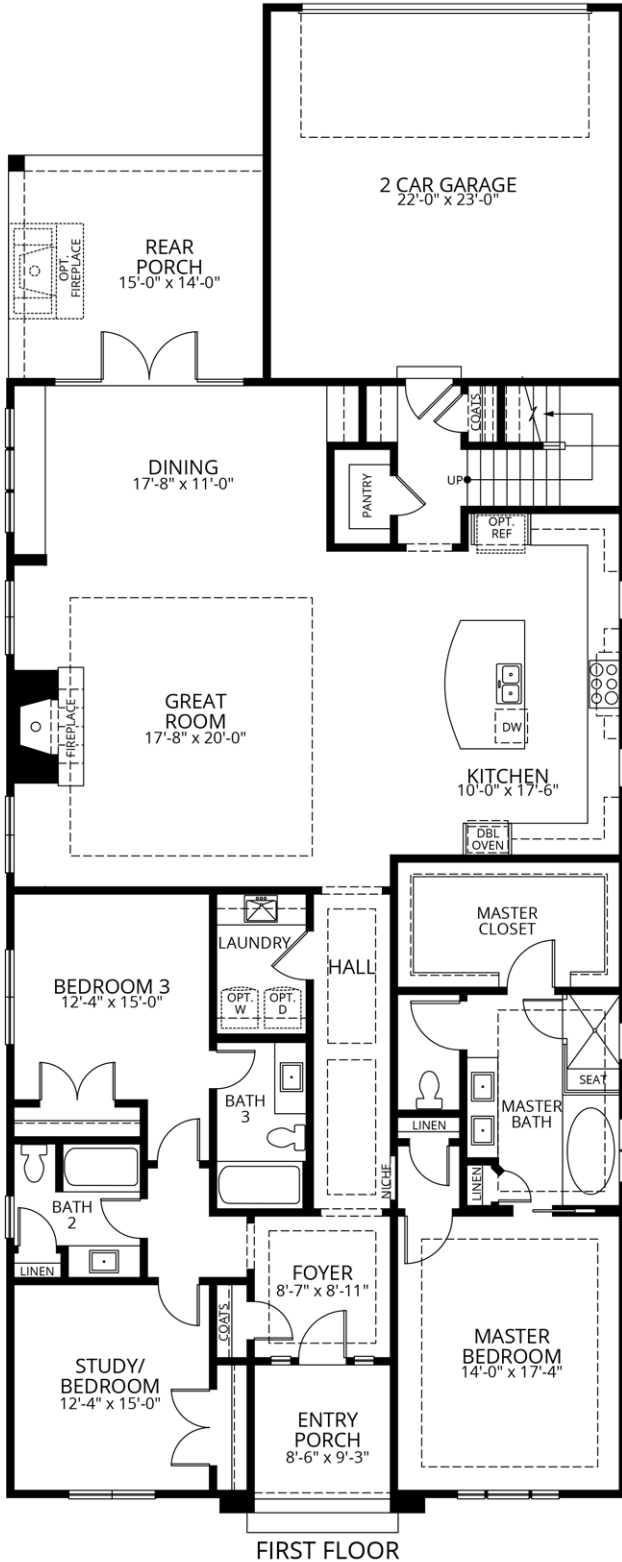 2 CAR GARAGE
22'-0" x 23'-0"
REAR
PORCH
15'-0" x 14'-0"
OPT.
FIREPLACE
DINING
17'-8" x 11'-0"
COATS
PANTRY
UP
OPT.
REF
GREAT
ROOM
17'-8" x 20'-0"
FIREPLACE
DW
KITCHEN
10'-0" x 17'-6"
DBL
OVEN
MASTER
CLOSET
LAUNDRY
HALL
OPT.
W
OPT.
D
BEDROOM 3
12'-4" x 15'-0"
BATH
3
SEAT
MASTER
BATH
LINEN
LINEN
NICHE
BATH
2
LINEN
FOYER
8'-7" x 8'-11"
COATS
STUDY/
BEDROOM
12'-4" x 15'-0"
MASTER
BEDROOM
14'-0" x 17'-4"
ENTRY
PORCH
8'-6" x 9'-3"
FIRST FLOOR